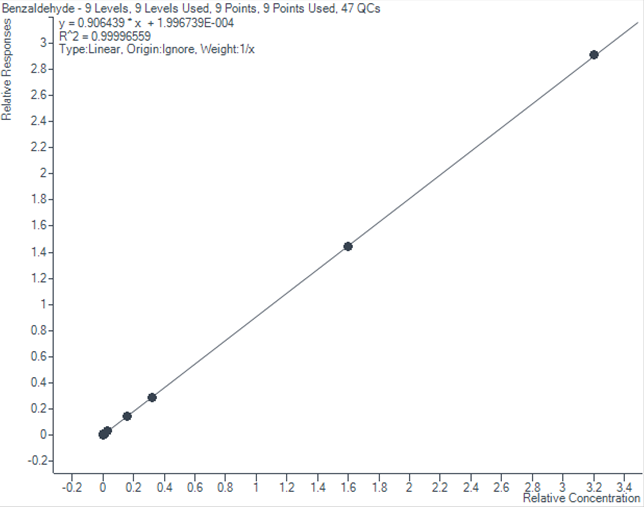 Benzaldehyde - 9 Levels, 9 Levels Used, 9 Points, 9 Points Used, 47 QCs
y = 0.906439 * x + 1.996739E-004
R^2 = 0.99996559
Type:Linear, Origin:Ignore, Weight:1/x
Relative Responses
3-
2.8-
2.6-
2.4-
2.2-
2-
1.8-
1.6-
1.4-
1.2-
1-
0.8-
0.6-
0.4-
0.2-
0-
-0.2-
-0.2 0 0.2 0.4 0.6 0.8 1 1.2 1.4 1.6 1.8 2 2.2 2.4 2.6 2.8 3 3.2 3.4
Relative Concentration